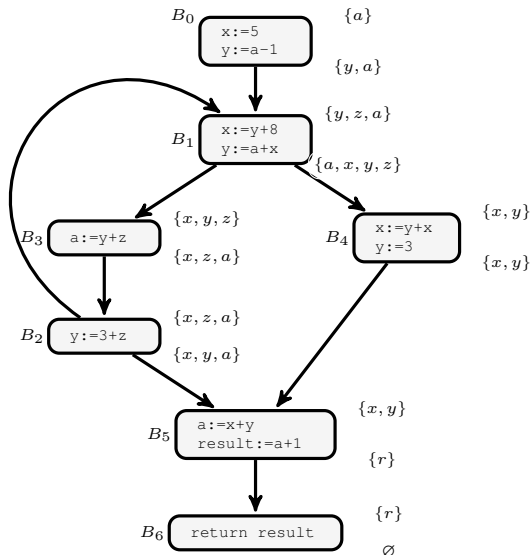 B₀
x:=5
y:=a−1
{a}
{y, a}
B₁
x:=y+8
y:=a+x
{y, z, a}
{a, x, y, z}
B₃
a:=y+z
{x, y, z}
{x, z, a}
B₄
x:=y+x
y:=3
{x, y}
{x, y}
B₂
y:=3+z
{x, z, a}
{x, y, a}
B₅
a:=x+y
result:=a+1
{x, y}
{r}
B₆
return result
{r}
∅